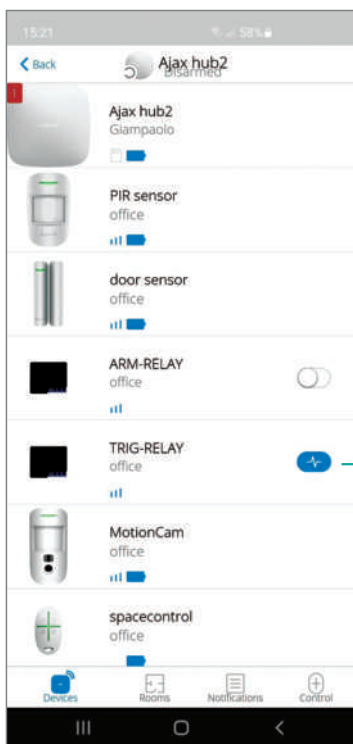 15:21
58%
Back
Ajax hub2
Disarmed
1
Ajax hub2
Giampaolo
PIR sensor
office
door sensor
office
ARM-RELAY
office
TRIG-RELAY
office
MotionCam
office
spacecontrol
office
Devices
Rooms
Notifications
Control